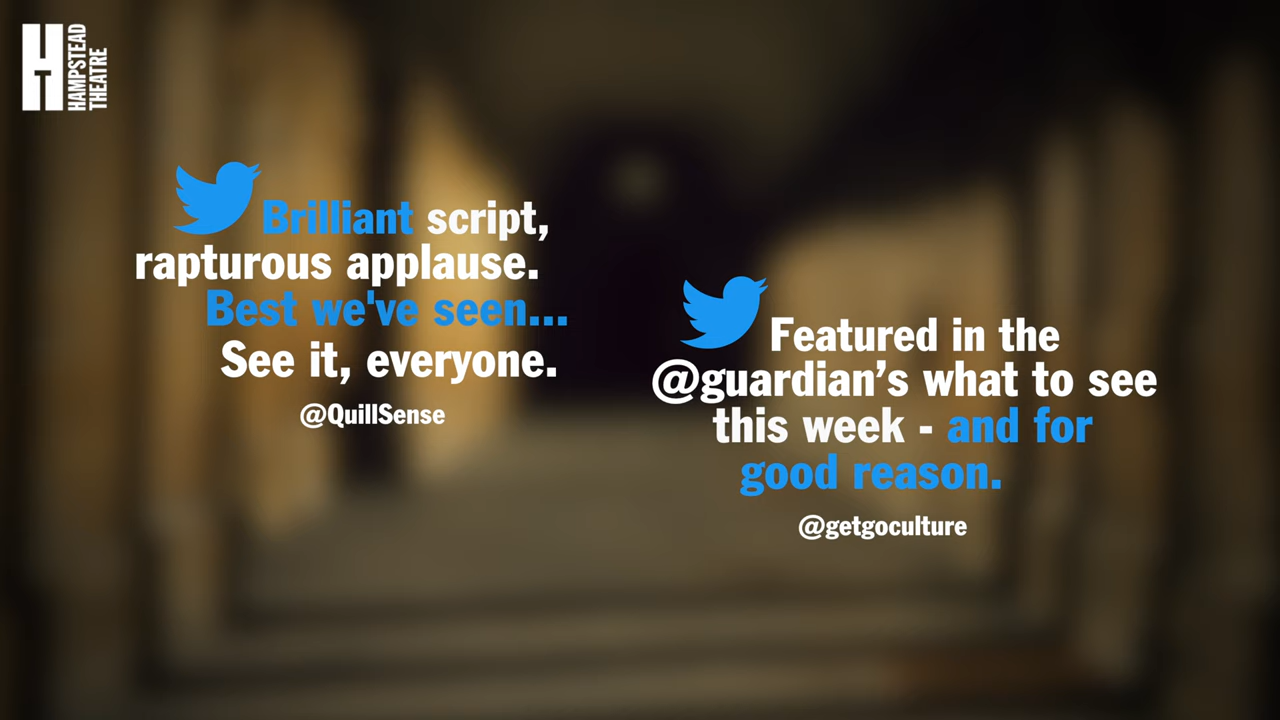 HAMPSTEAD
THEATRE
Brilliant script,
rapturous applause.
Best we've seen...
See it, everyone.
@QuillSense
Featured in the
@guardian’s what to see
this week - and for
good reason.
@getgoculture